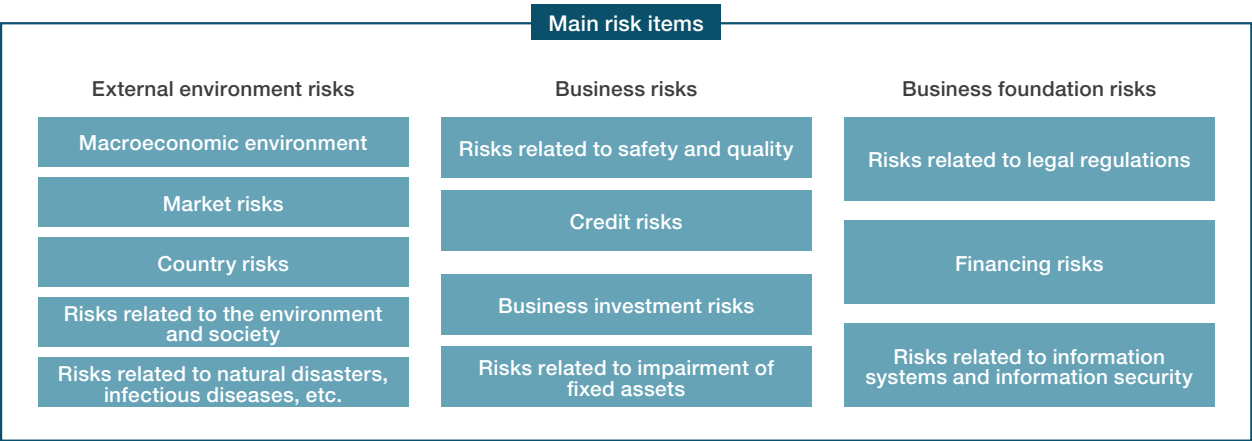 Main risk items
External environment risks
Macroeconomic environment
Market risks
Country risks
Risks related to the environment
and society
Risks related to natural disasters,
infectious diseases, etc.
Business risks
Risks related to safety and quality
Credit risks
Business investment risks
Risks related to impairment of
fixed assets
Business foundation risks
Risks related to legal regulations
Financing risks
Risks related to information
systems and information security